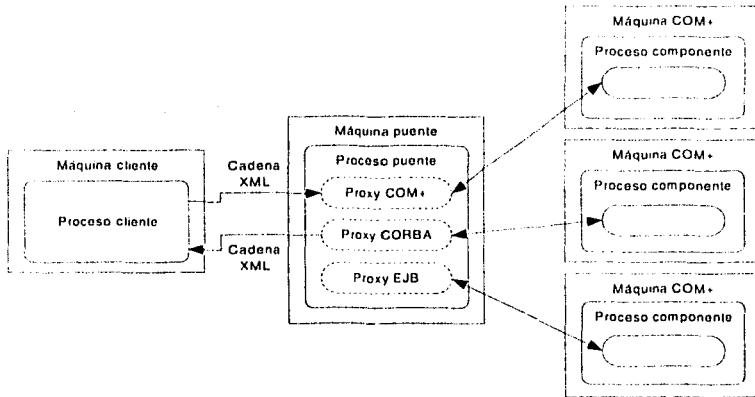 Máquina cliente
Proceso cliente
Cadena
XML
Cadena
XML
Máquina puente
Proceso puente
Proxy COM+
Proxy CORBA
Proxy EJB
Máquina COM+
Proceso componente
Máquina COM+
Proceso componente
Máquina COM+
Proceso componente